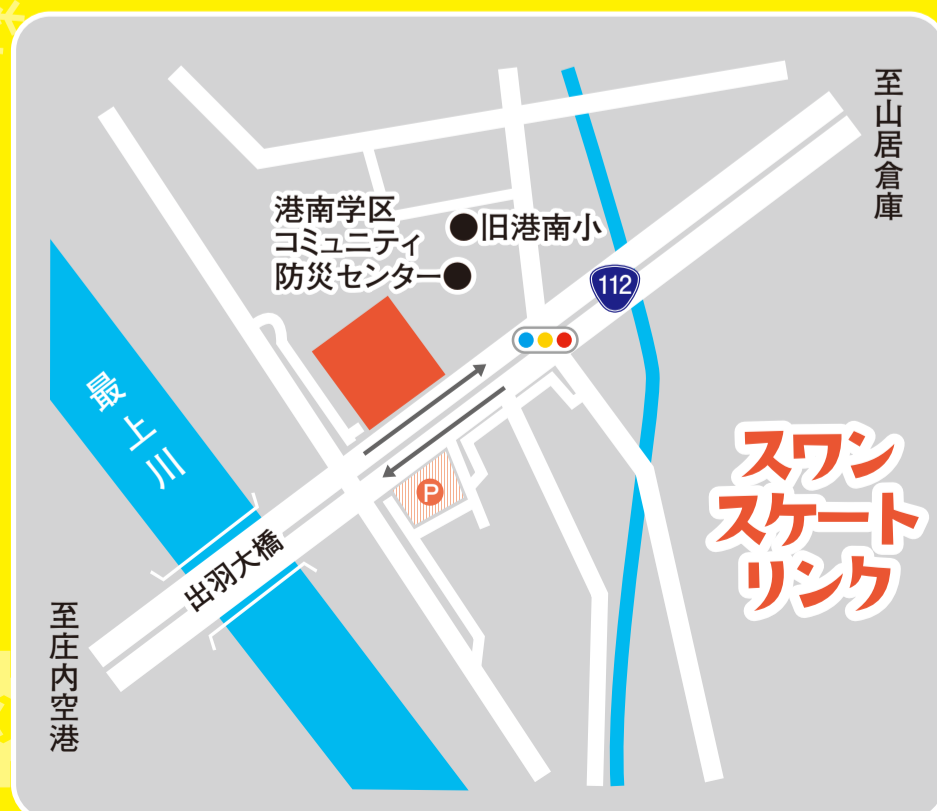 至山居倉庫
港南学区
コミュニティ
防災センター
旧港南小
112
最上川
P
出羽大橋
至庄内空港
スワン
スケート
リンク